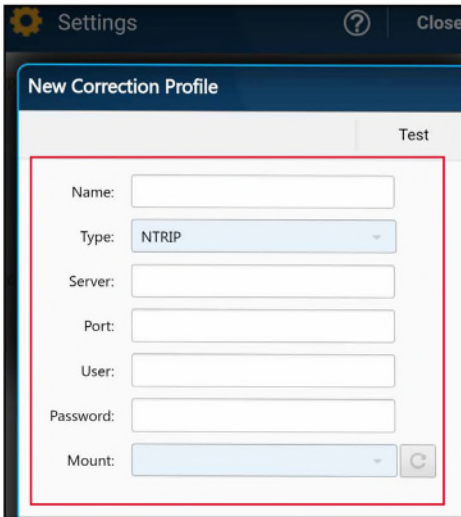 Settings
Close
New Correction Profile
Test
Name:
Type: NTRIP
Server:
Port:
User:
Password:
Mount: